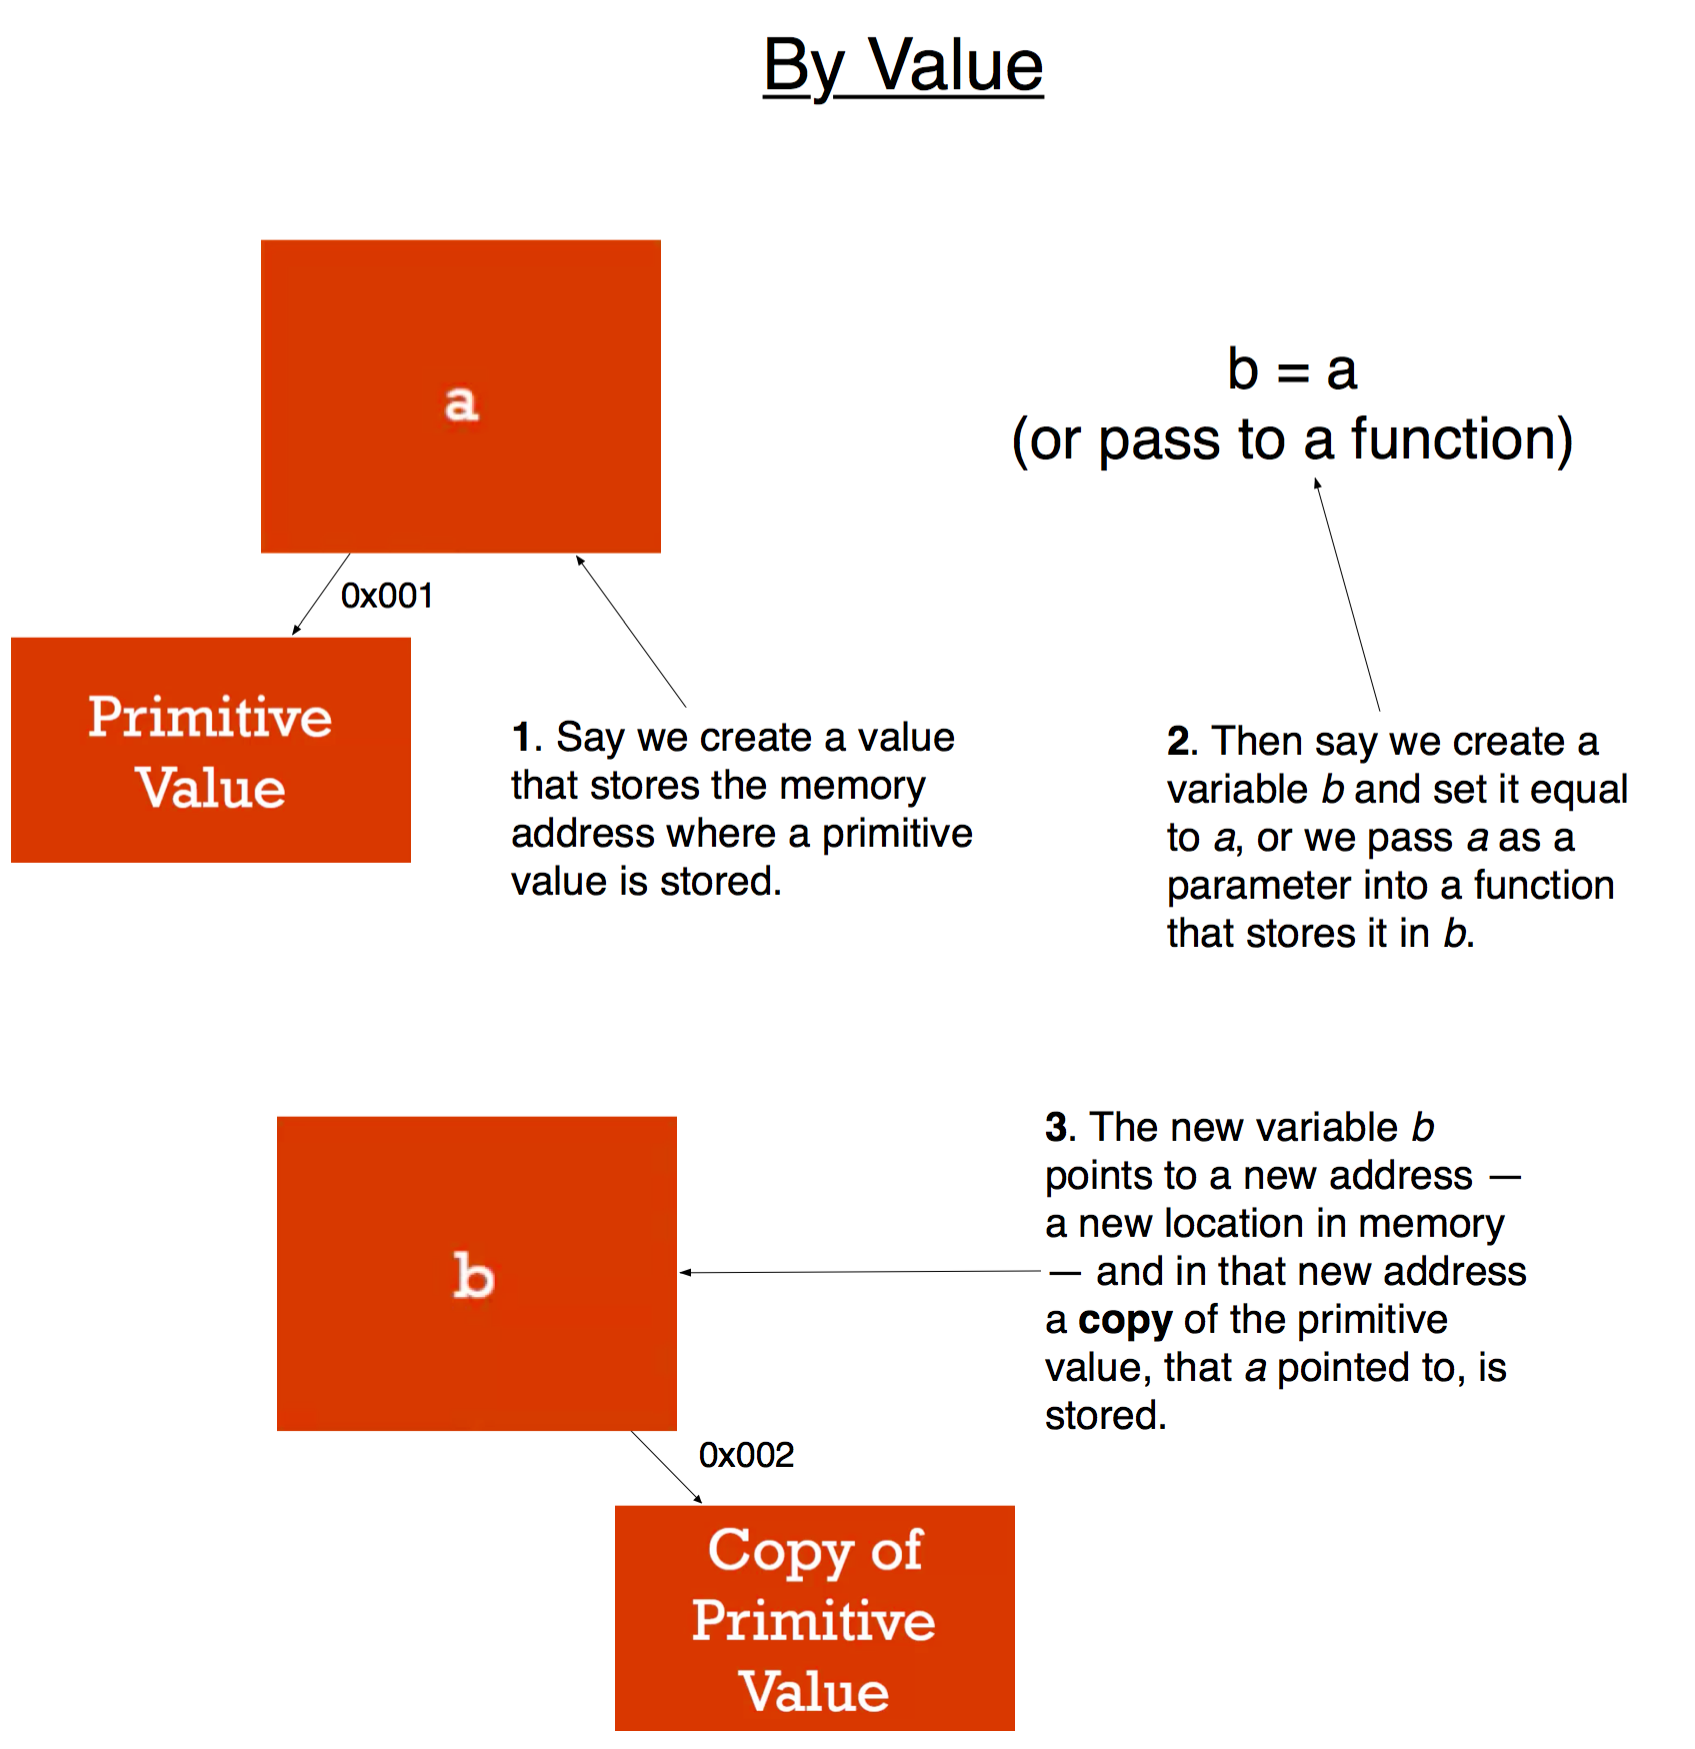 By Value
a
b = a
(or pass to a function)
0x001
Primitive
Value
1. Say we create a value
that stores the memory
address where a primitive
value is stored.
2. Then say we create a
variable b and set it equal
to a, or we pass a as a
parameter into a function
that stores it in b.
b
3. The new variable b
points to a new address —
a new location in memory
— and in that new address
a copy of the primitive
value, that a pointed to, is
stored.
0x002
Copy of
Primitive
Value